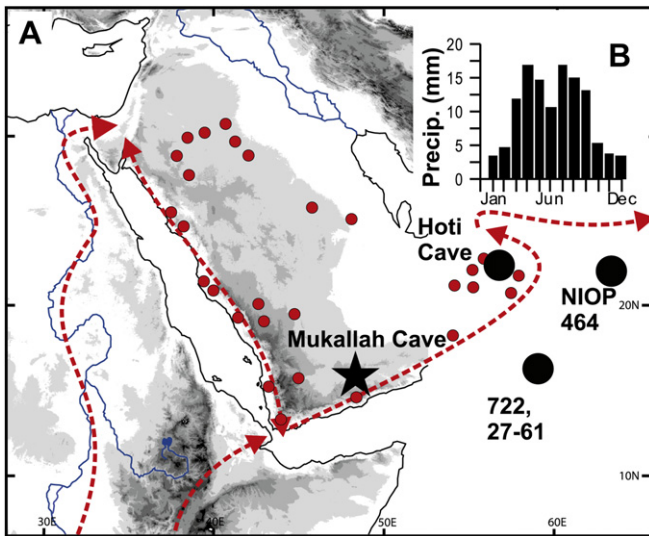 A
B
Precip. (mm)
20
15
10
5
0
Jan Jun Dec
Hoti
Cave
NIOP
464
20N
Mukallah Cave
722,
27-61
10N
30E 40E 50E 60E